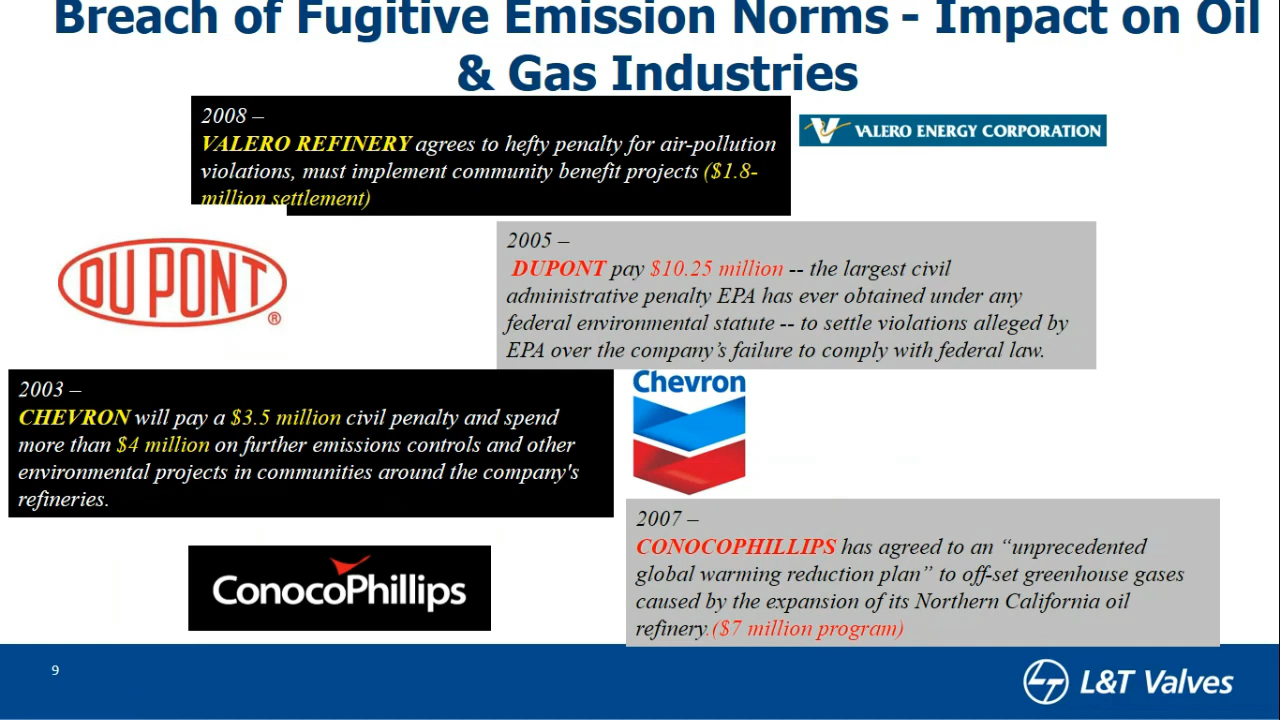 Breach of Fugitive Emission Norms - Impact on Oil
& Gas Industries
2008 –
VALERO REFINERY agrees to hefty penalty for air-pollution
violations, must implement community benefit projects ($1.8-
million settlement)
VALERO ENERGY CORPORATION
DU PONT
®
2005 –
DUPONT pay $10.25 million -- the largest civil
administrative penalty EPA has ever obtained under any
federal environmental statute -- to settle violations alleged by
EPA over the company’s failure to comply with federal law.
2003 –
CHEVRON will pay a $3.5 million civil penalty and spend
more than $4 million on further emissions controls and other
environmental projects in communities around the company's
refineries.
Chevron
2007 –
CONOCOPHILLIPS has agreed to an “unprecedented
global warming reduction plan” to off-set greenhouse gases
caused by the expansion of its Northern California oil
refinery.($7 million program)
ConocoPhillips
9
L&T Valves